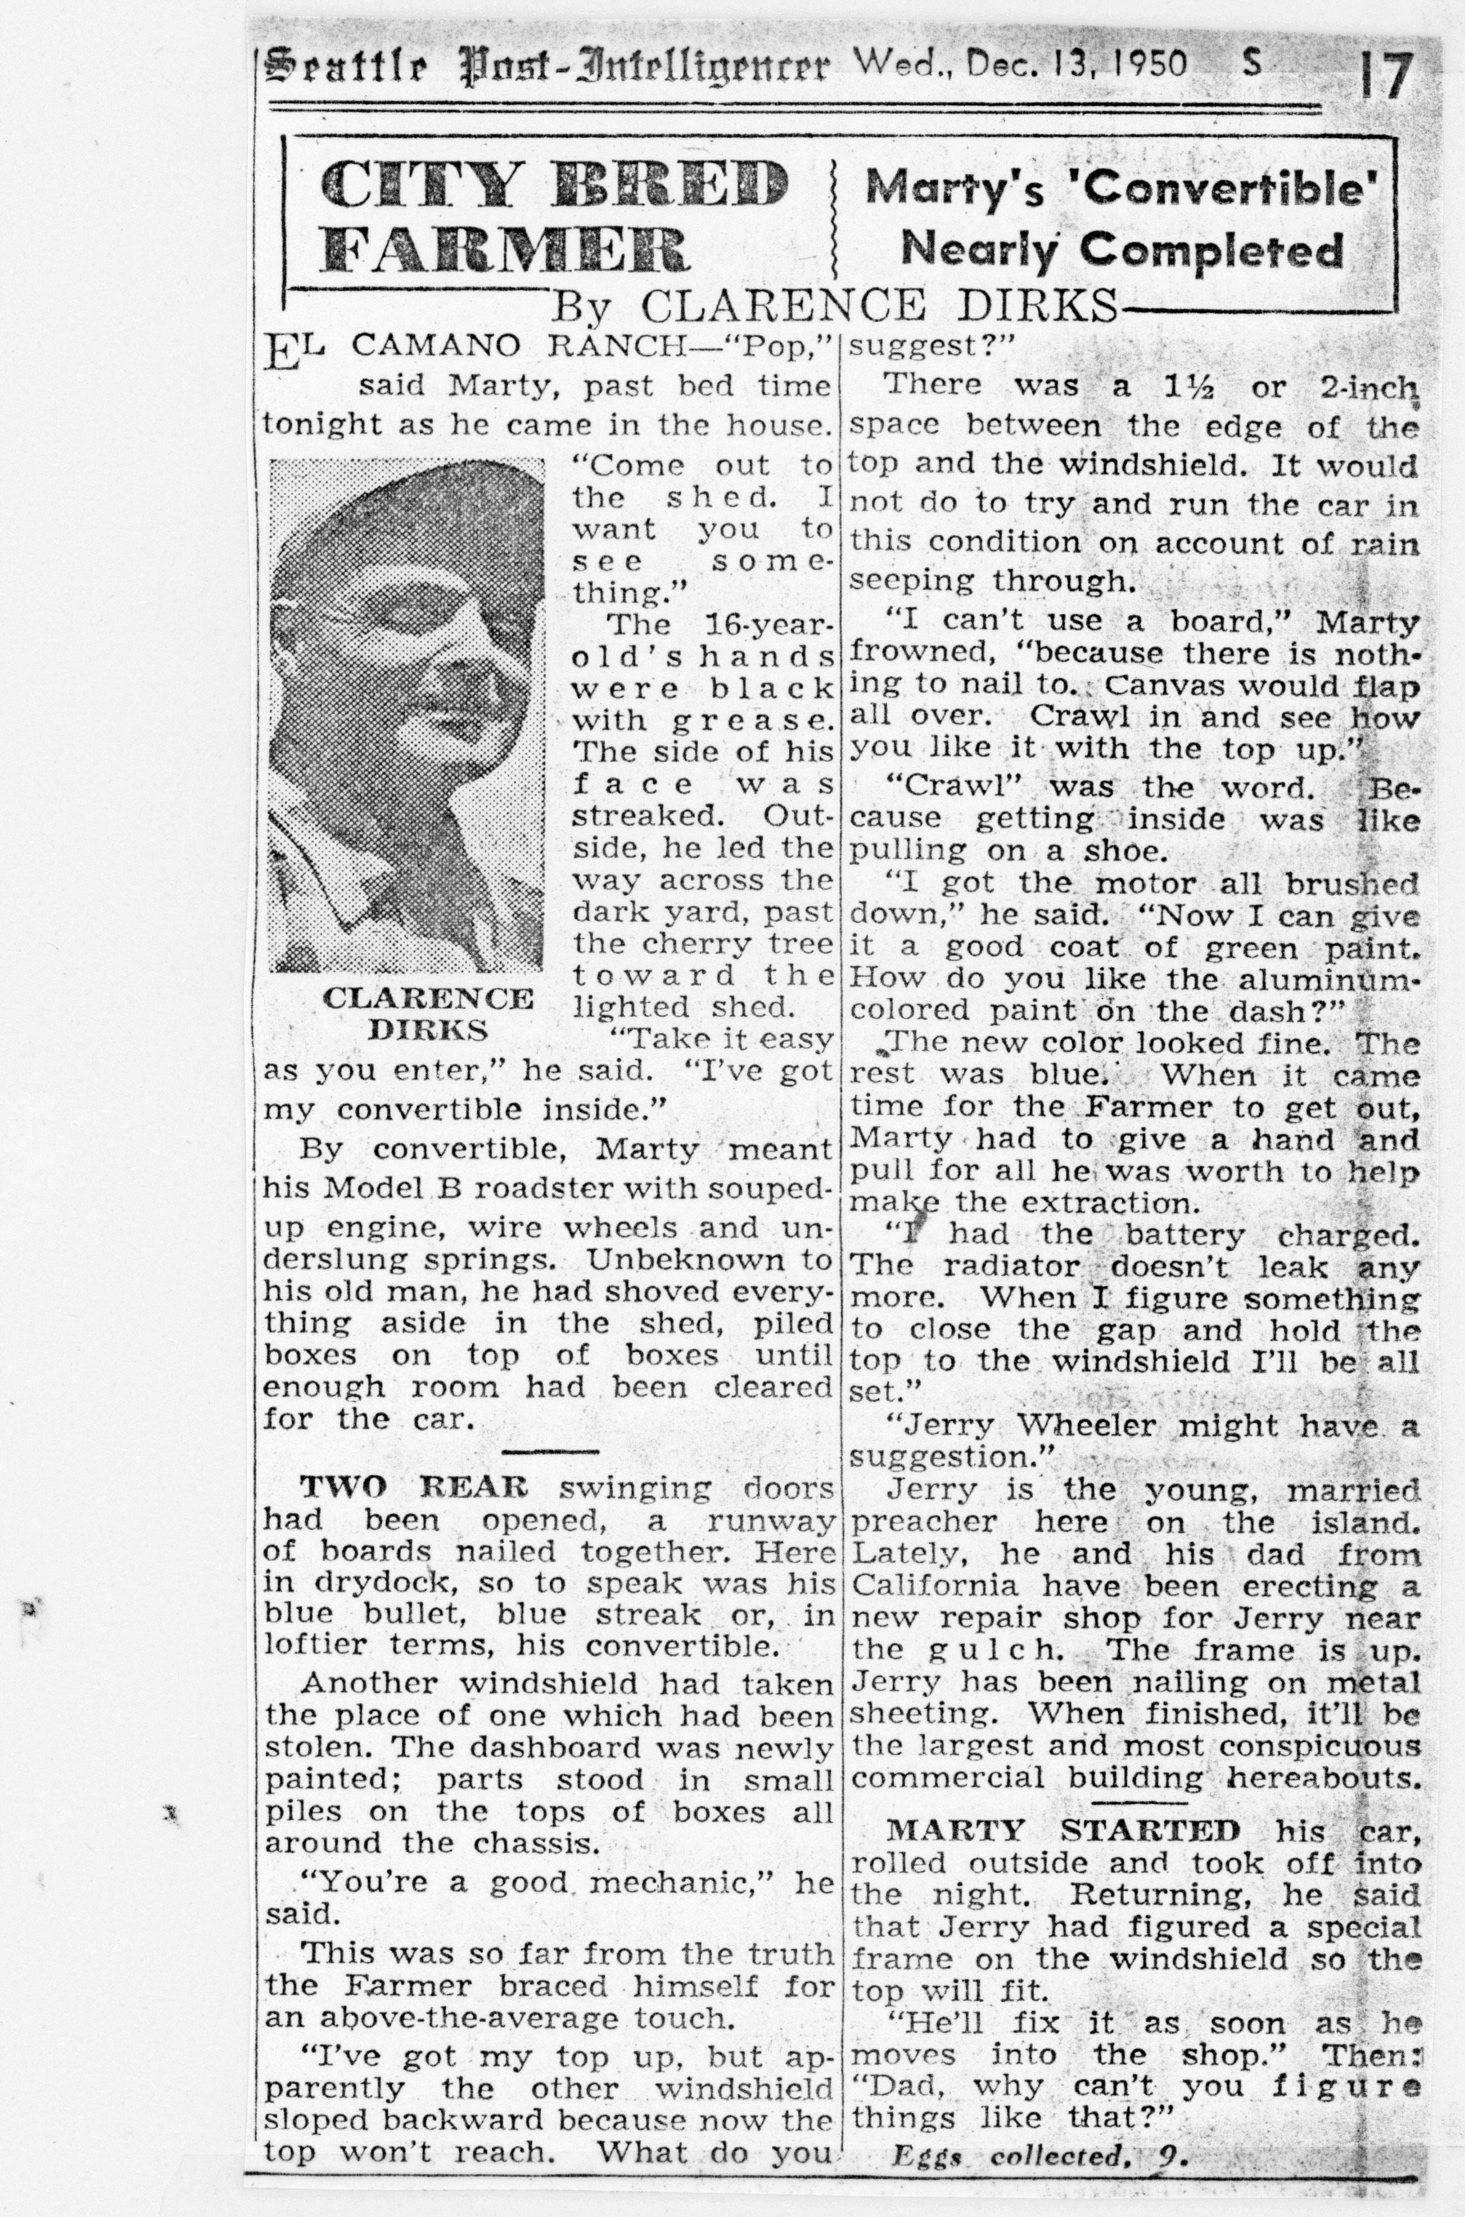 Seattle Post-Intelligencer Wed., Dec. 13, 1950 S 17
CITY BRED
FARMER
Marty's 'Convertible'
Nearly Completed
By CLARENCE DIRKS
EL CAMANO RANCH—“Pop,”
said Marty, past bed time
tonight as he came in the house.
“Come out to
the shed. I
want you to
see some-
thing.”
The 16-year-
old's hands
were black
with grease.
The side of his
face was
streaked. Out-
side, he led the
way across the
dark yard, past
the cherry tree
toward the
lighted shed.
CLARENCE
DIRKS
“Take it easy
as you enter,” he said. “I've got
my convertible inside.”
By convertible, Marty meant
his Model B roadster with souped-
up engine, wire wheels and un-
derslung springs. Unbeknown to
his old man, he had shoved every-
thing aside in the shed, piled
boxes on top of boxes until
enough room had been cleared
for the car.
TWO REAR swinging doors
had been opened, a runway
of boards nailed together. Here
in drydock, so to speak was his
blue bullet, blue streak or, in
loftier terms, his convertible.
Another windshield had taken
the place of one which had been
stolen. The dashboard was newly
painted; parts stood in small
piles on the tops of boxes all
around the chassis.
“You're a good mechanic,” he
said.
This was so far from the truth
the Farmer braced himself for
an above-the-average touch.
“I've got my top up, but ap-
parently the other windshield
sloped backward because now the
top won't reach. What do you
suggest?”
There was a 1½ or 2-inch
space between the edge of the
top and the windshield. It would
not do to try and run the car in
this condition on account of rain
seeping through.
“I can't use a board,” Marty
frowned, “because there is noth-
ing to nail to. Canvas would flap
all over. Crawl in and see how
you like it with the top up.”
“Crawl” was the word. Be-
cause getting inside was like
pulling on a shoe.
“I got the motor all brushed
down,” he said. “Now I can give
it a good coat of green paint.
How do you like the aluminum-
colored paint on the dash?”
The new color looked fine. The
rest was blue. When it came
time for the Farmer to get out,
Marty had to give a hand and
pull for all he was worth to help
make the extraction.
“I had the battery charged.
The radiator doesn't leak any
more. When I figure something
to close the gap and hold the
top to the windshield I'll be all
set.”
“Jerry Wheeler might have a
suggestion.”
Jerry is the young, married
preacher here on the island.
Lately, he and his dad from
California have been erecting a
new repair shop for Jerry near
the gulch. The frame is up.
Jerry has been nailing on metal
sheeting. When finished, it'll be
the largest and most conspicuous
commercial building hereabouts.
MARTY STARTED his car,
rolled outside and took off into
the night. Returning, he said
that Jerry had figured a special
frame on the windshield so the
top will fit.
“He'll fix it as soon as he
moves into the shop.” Then:
“Dad, why can't you figure
things like that?”
Eggs collected, 9.